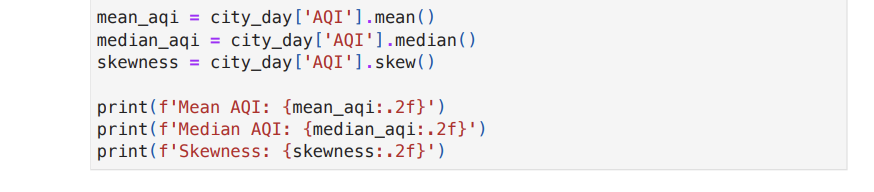 mean_aqi = city_day['AQI'].mean()
median_aqi = city_day['AQI'].median()
skewness = city_day['AQI'].skew()
print(f'Mean AQI: {mean_aqi:.2f}')
print(f'Median AQI: {median_aqi:.2f}')
print(f'Skewness: {skewness:.2f}')